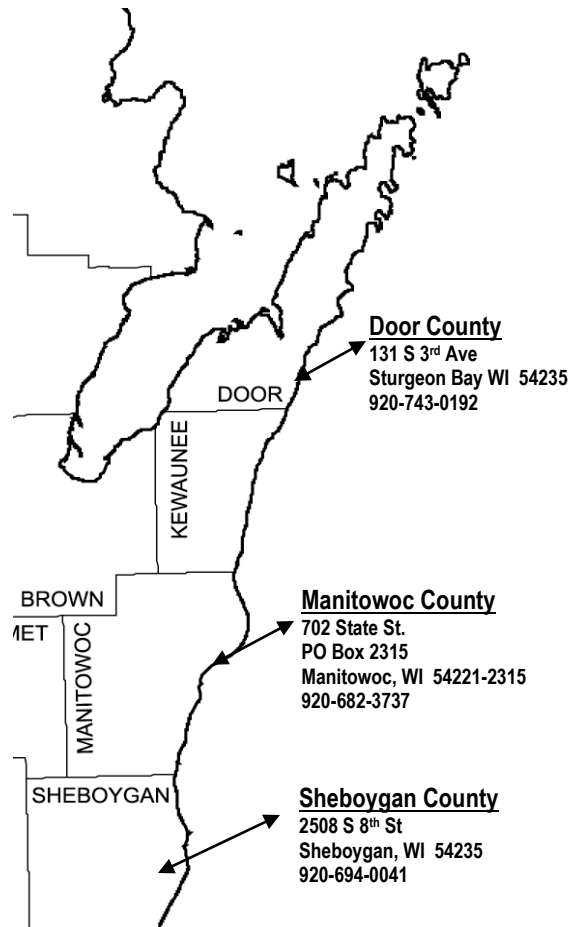 Door County
131 S 3rd Ave
Sturgeon Bay WI 54235
920-743-0192
DOOR
KEWAUNEE
BROWN
MET
MANITOWOC
Manitowoc County
702 State St.
PO Box 2315
Manitowoc, WI 54221-2315
920-682-3737
SHEBOYGAN
Sheboygan County
2508 S 8th St
Sheboygan, WI 54235
920-694-0041